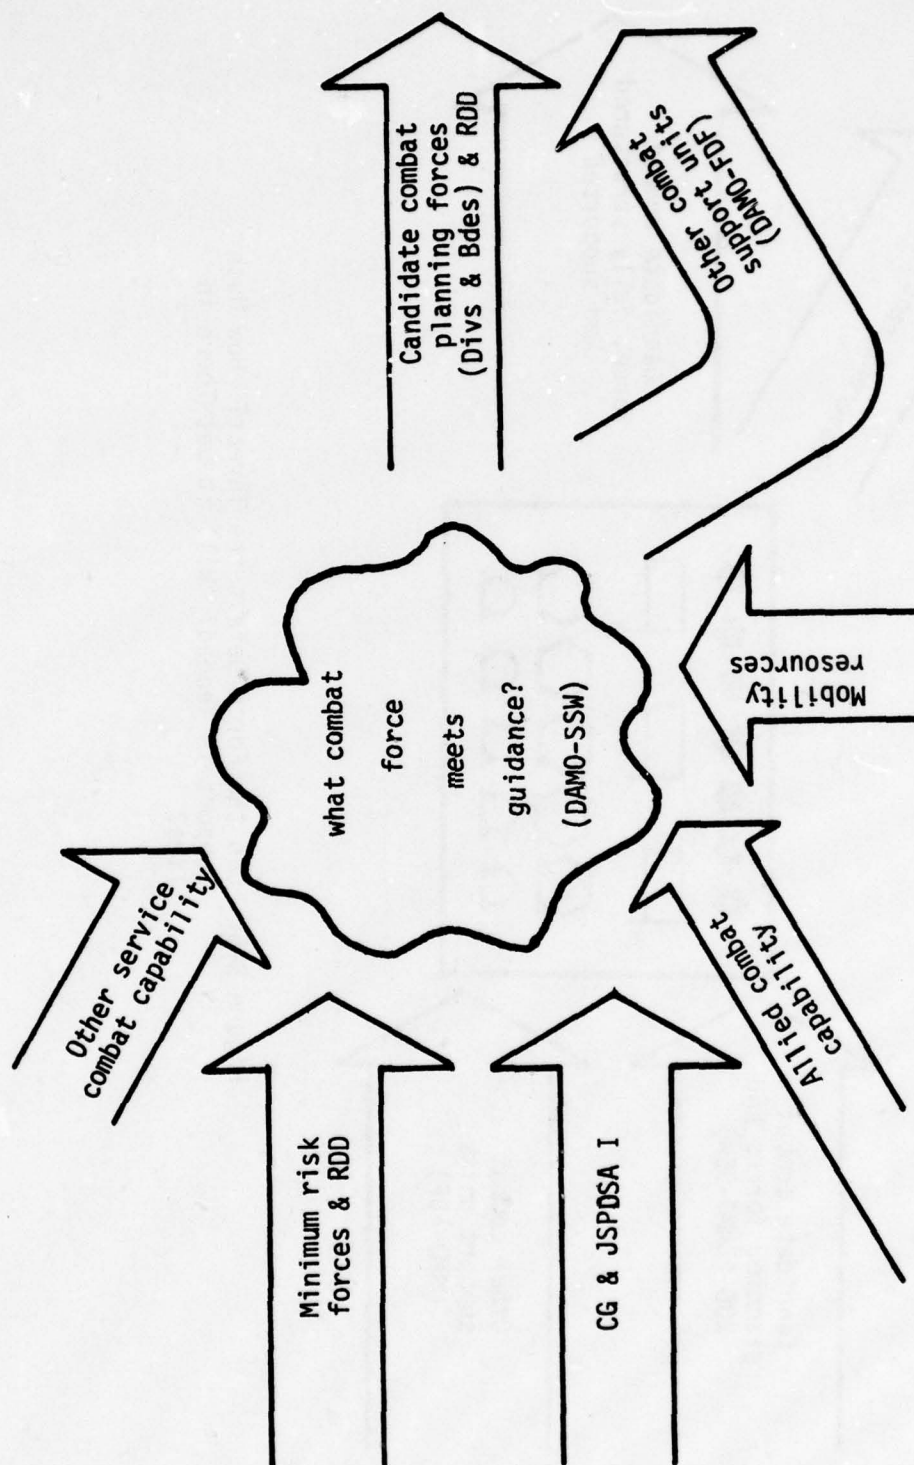 Other service
combat capability
Minimum risk
forces & RDD
CG & JSPDSA I
Allied combat
capability
Mobility
resources
what combat
force
meets
guidance?
(DAMO-SSW)
Candidate combat
planning forces
(Divs & Bdes) & RDD
Other combat
support units
(DAMO-FDF)